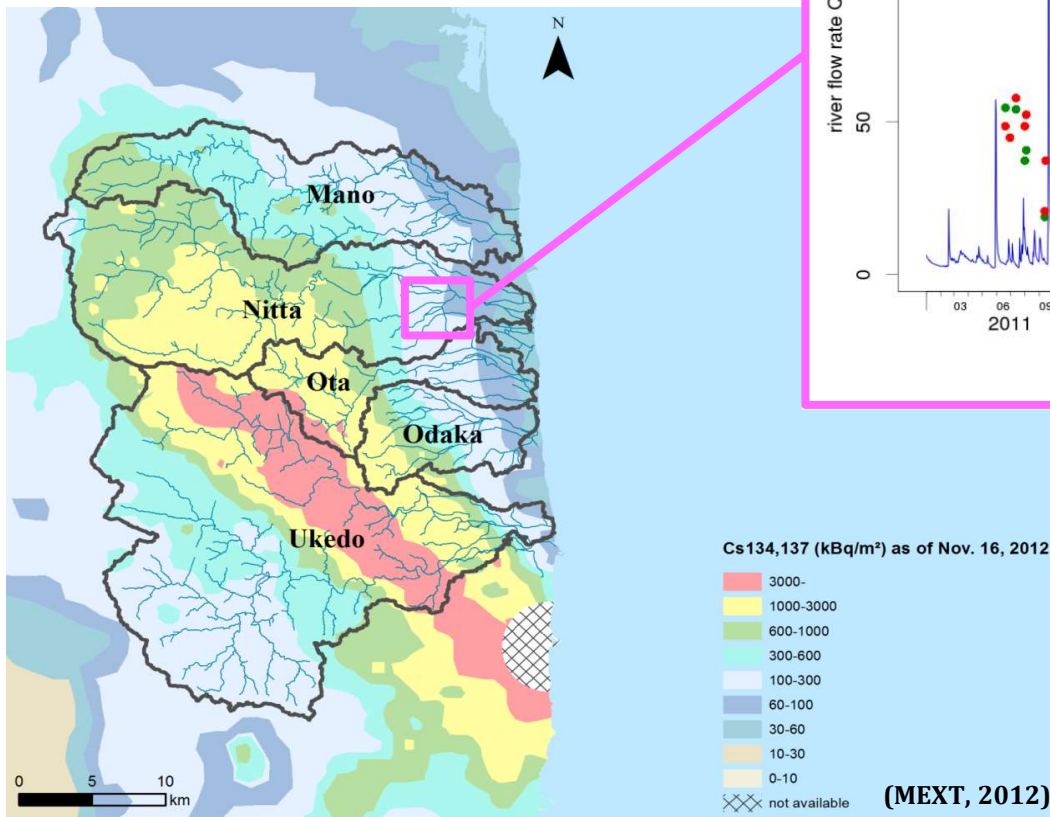 N
Mano
Nitta
Ota
Odaka
Ukedo
0 5 10
km
river flow rate
50
0
03 06 09
2011
Cs134,137 (kBq/m²) as of Nov. 16, 2012
3000-
1000-3000
600-1000
300-600
100-300
60-100
30-60
10-30
0-10
not available
(MEXT, 2012)